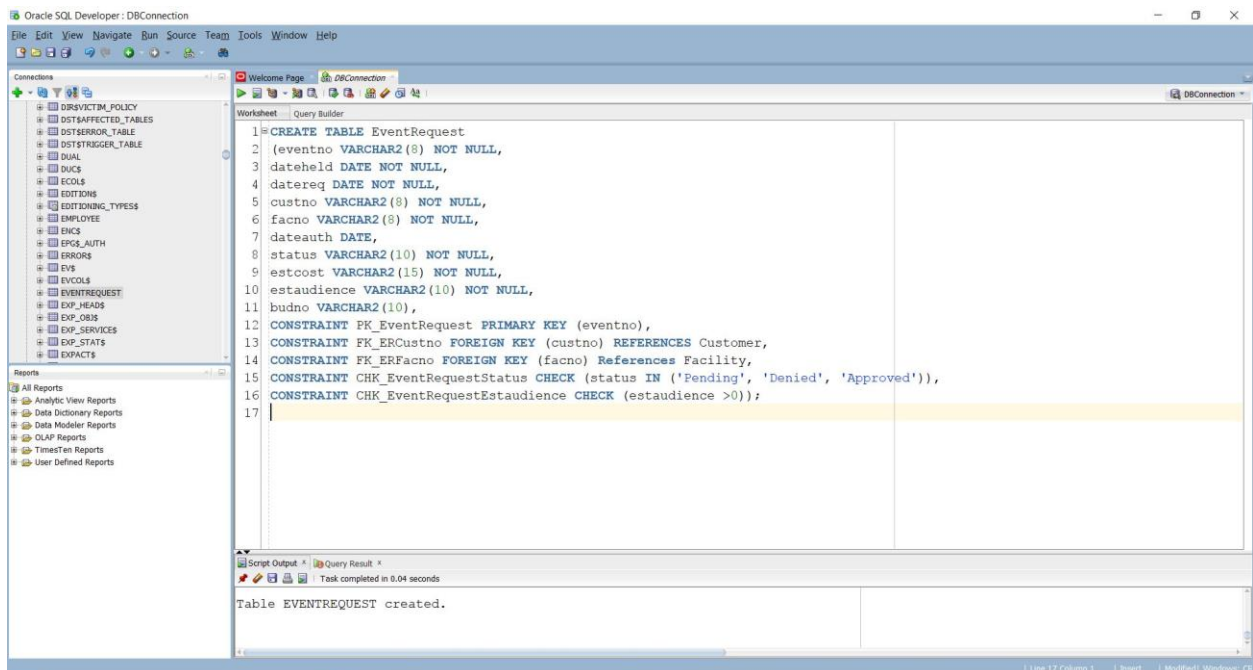 Oracle SQL Developer : DBConnection
File Edit View Navigate Run Source Team Tools Window Help
Connections
DIR$VICTIM_POLICY
DST$AFFECTED_TABLES
DST$ERROR_TABLE
DST$TRIGGER_TABLE
DUAL
DUC$
ECOL$
EDITION$
EDITIONING_TYPES$
EMPLOYEE
ENC$
EPG$_AUTH
ERROR$
EV$
EVCOL$
EVENTREQUEST
EXP_HEAD$
EXP_OBJ$
EXP_SERVICE$
EXP_STAT$
EXPACT$
Reports
All Reports
Analytic View Reports
Data Dictionary Reports
Data Modeler Reports
OLAP Reports
TimesTen Reports
User Defined Reports
Welcome Page DBConnection
DBConnection
Worksheet Query Builder
1 CREATE TABLE EventRequest
2 (eventno VARCHAR2(8) NOT NULL,
3 dateheld DATE NOT NULL,
4 datereq DATE NOT NULL,
5 custno VARCHAR2(8) NOT NULL,
6 facno VARCHAR2(8) NOT NULL,
7 dateauth DATE,
8 status VARCHAR2(10) NOT NULL,
9 estcost VARCHAR2(15) NOT NULL,
10 estaudience VARCHAR2(10) NOT NULL,
11 budno VARCHAR2(10),
12 CONSTRAINT PK_EventRequest PRIMARY KEY (eventno),
13 CONSTRAINT FK_ERCustno FOREIGN KEY (custno) REFERENCES Customer,
14 CONSTRAINT FK_ERFacno FOREIGN KEY (facno) References Facility,
15 CONSTRAINT CHK_EventRequestStatus CHECK (status IN ('Pending', 'Denied', 'Approved')),
16 CONSTRAINT CHK_EventRequestEstaudience CHECK (estaudience >0));
17
Script Output Query Result
Task completed in 0.04 seconds
Table EVENTREQUEST created.
Line 17 Column 1 Insert Modified Windows: CR